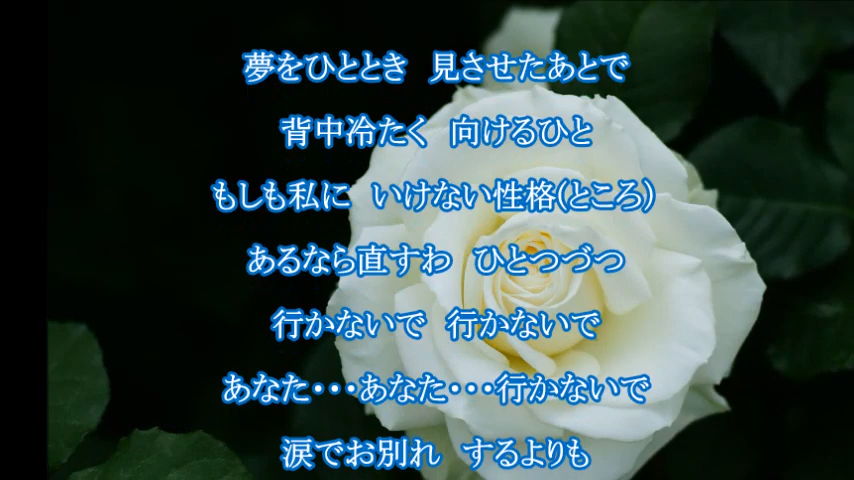 夢をひととき　見させたあとで
背中冷たく　向けるひと
もしも私に　いけない性格(ところ)
あるなら直すわ　ひとつづつ
行かないで　行かないで
あなた・・・あなた・・・行かないで
涙でお別れ　するよりも